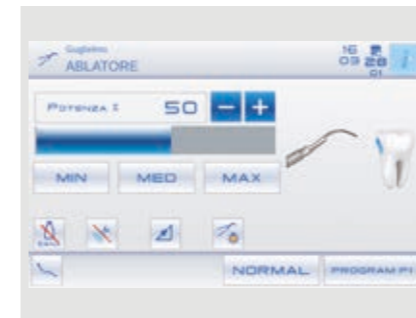 Guglielmo
ABLATORE
16
03 28
01
POTENZA % 50 - +
MIN MED MAX
NORMAL PROGRAM P1